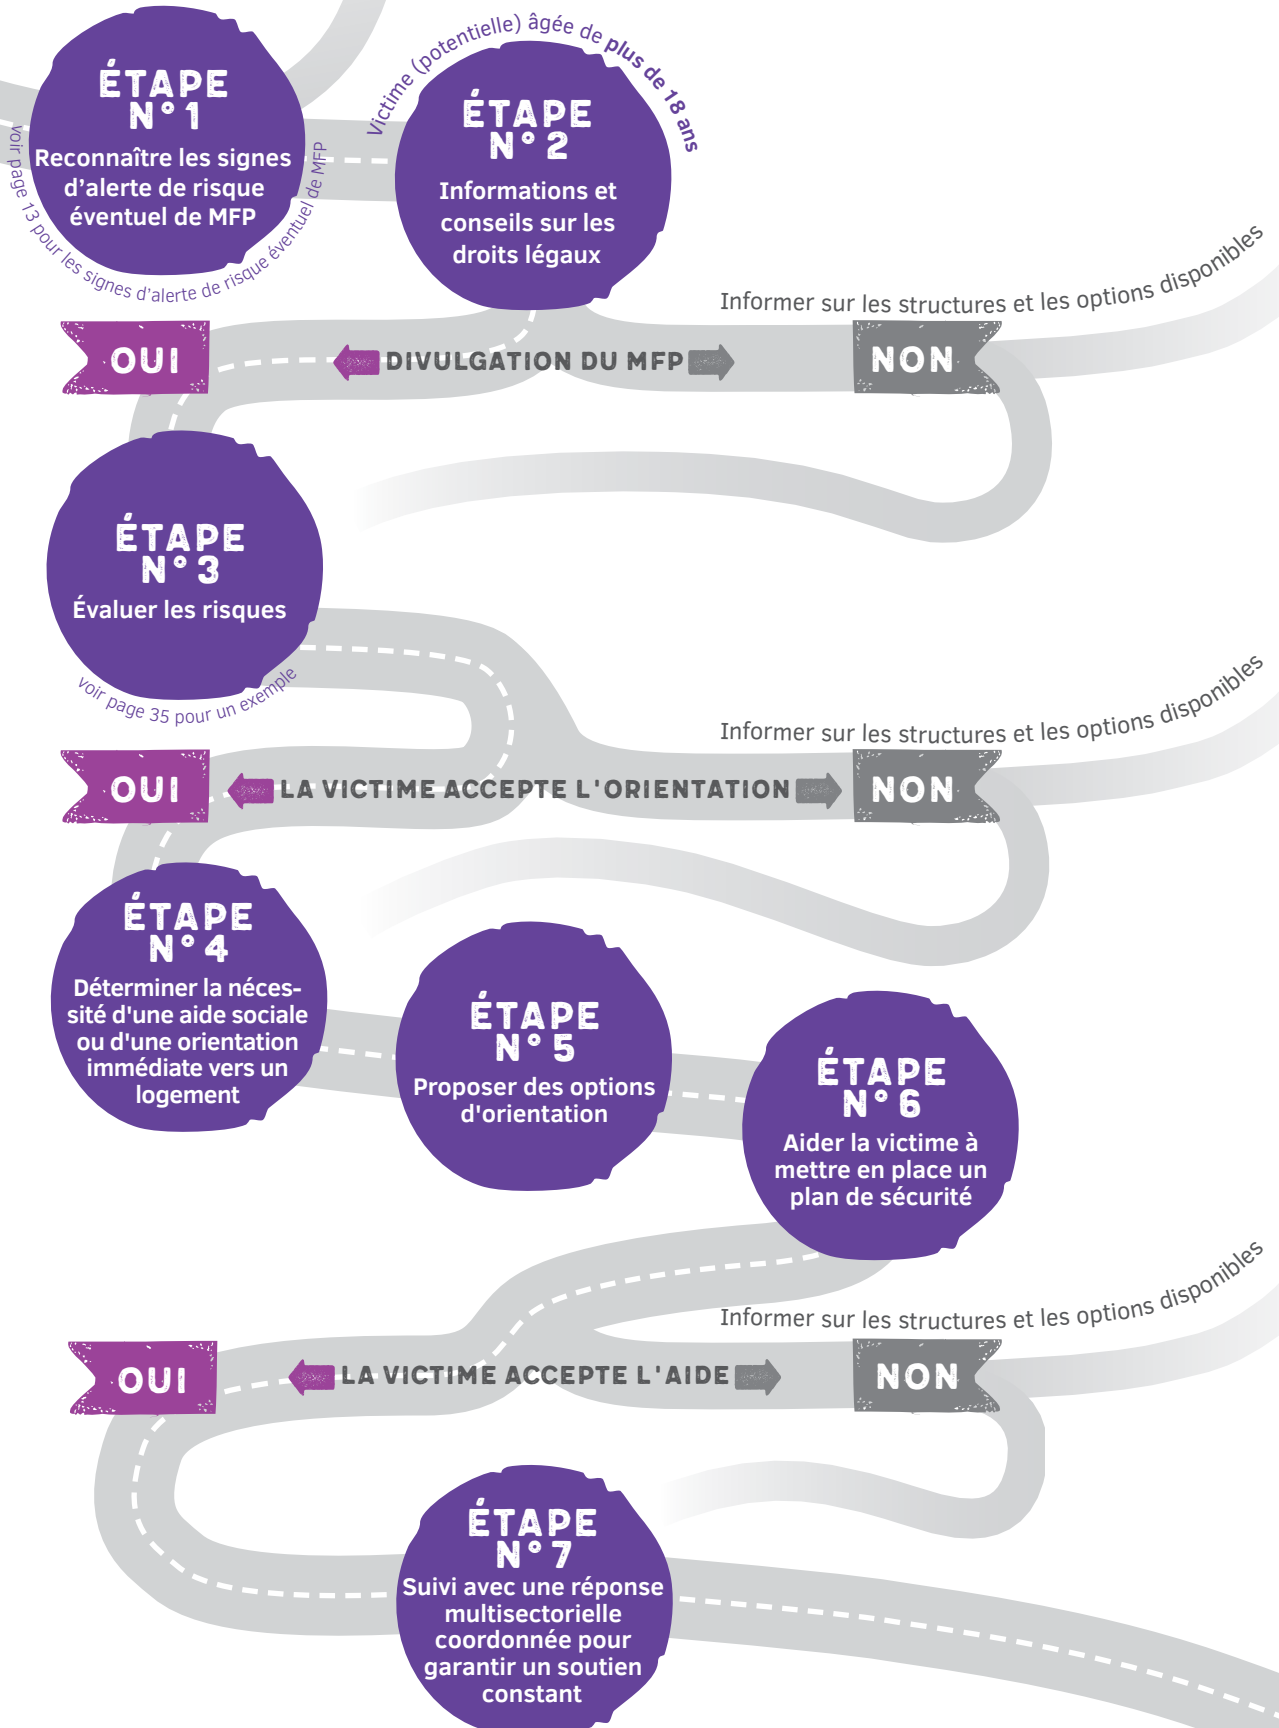 ÉTAPE
N° 1
Reconnaître les signes
d’alerte de risque
éventuel de MFP
voir page 13 pour les signes d’alerte de risque éventuel de MFP
Victime (potentielle) âgée de plus de 18 ans
ÉTAPE
N° 2
Informations et
conseils sur les
droits légaux
Informer sur les structures et les options disponibles
OUI
DIVULGATION DU MFP
NON
ÉTAPE
N° 3
Évaluer les risques
voir page 35 pour un exemple
Informer sur les structures et les options disponibles
OUI
LA VICTIME ACCEPTE L'ORIENTATION
NON
ÉTAPE
N° 4
Déterminer la néces-
sité d'une aide sociale
ou d'une orientation
immédiate vers un
logement
ÉTAPE
N° 5
Proposer des options
d'orientation
ÉTAPE
N° 6
Aider la victime à
mettre en place un
plan de sécurité
Informer sur les structures et les options disponibles
OUI
LA VICTIME ACCEPTE L'AIDE
NON
ÉTAPE
N° 7
Suivi avec une réponse
multisectorielle
coordonnée pour
garantir un soutien
constant